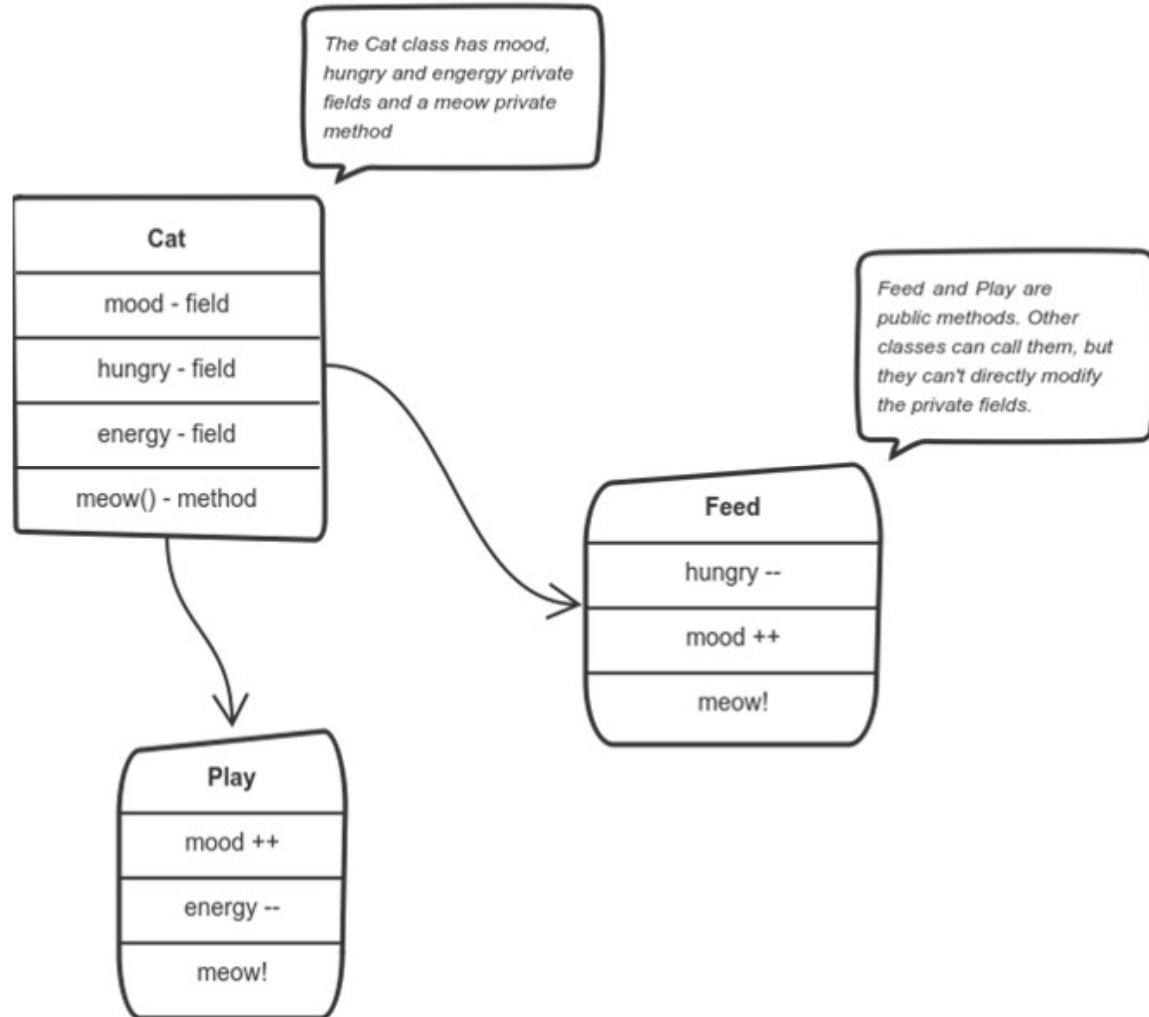 The Cat class has mood,
hungry and engergy private
fields and a meow private
method
Cat
mood - field
hungry - field
energy - field
meow() - method
Feed and Play are
public methods. Other
classes can call them, but
they can't directly modify
the private fields.
Feed
hungry --
mood ++
meow!
Play
mood ++
energy --
meow!